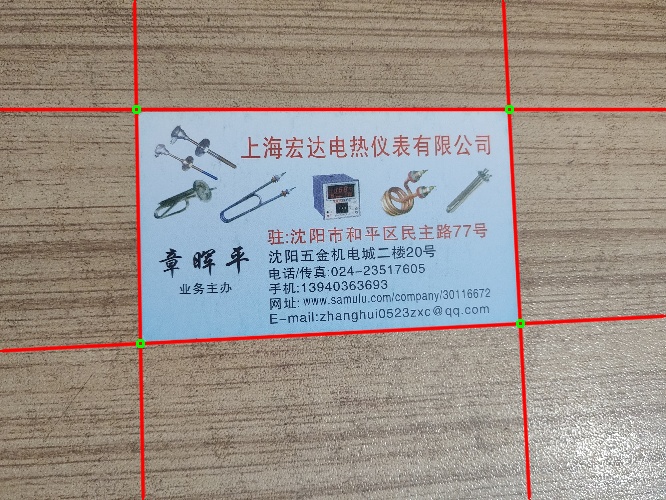 上海宏达电热仪表有限公司
驻:沈阳市和平区民主路77号
章晖平
业务主办
沈阳五金机电城二楼20号
电话/传真:024-23517605
手机:13940363693
网址: www.samulu.com/company/30116672
E-mail:zhanghui0523zxc@qq.com